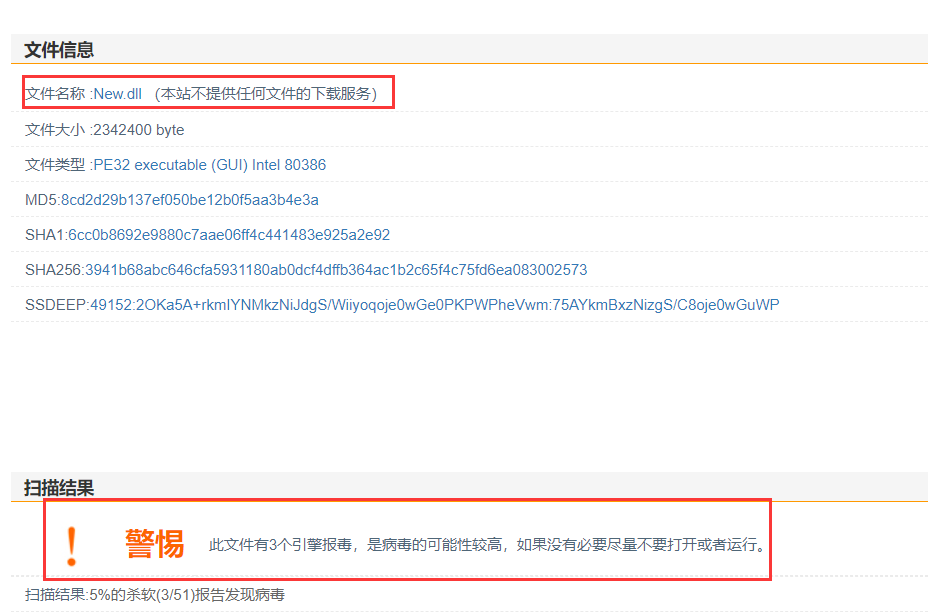 文件信息
文件名称 :New.dll （本站不提供任何文件的下载服务）
文件大小 :2342400 byte
文件类型 :PE32 executable (GUI) Intel 80386
MD5:8cd2d29b137ef050be12b0f5aa3b4e3a
SHA1:6cc0b8692e9880c7aae06ff4c441483e925a2e92
SHA256:3941b68abc646cfa5931180ab0dcf4dffb364ac1b2c65f4c75fd6ea083002573
SSDEEP:49152:2OKa5A+rkmIYNMkzNiJdgS/Wiiyoqoje0wGe0PKPWPheVwm:75AYkmBxzNizgS/C8oje0wGuWP
扫描结果
! 警惕 此文件有3个引擎报毒，是病毒的可能性较高，如果没有必要尽量不要打开或者运行。
扫描结果:5%的杀软(3/51)报告发现病毒